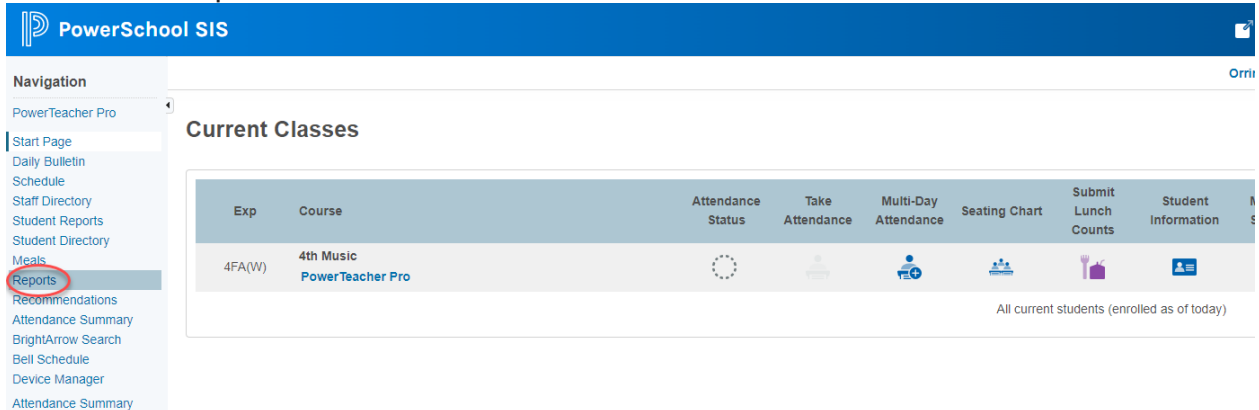 PowerSchool SIS
Navigation
PowerTeacher Pro
Start Page
Daily Bulletin
Schedule
Staff Directory
Student Reports
Student Directory
Meals
Reports
Recommendations
Attendance Summary
BrightArrow Search
Bell Schedule
Device Manager
Attendance Summary
Current Classes
Exp
Course
Attendance Status
Take Attendance
Multi-Day Attendance
Seating Chart
Submit Lunch Counts
Student Information
4FA(W)
4th Music
PowerTeacher Pro
All current students (enrolled as of today)